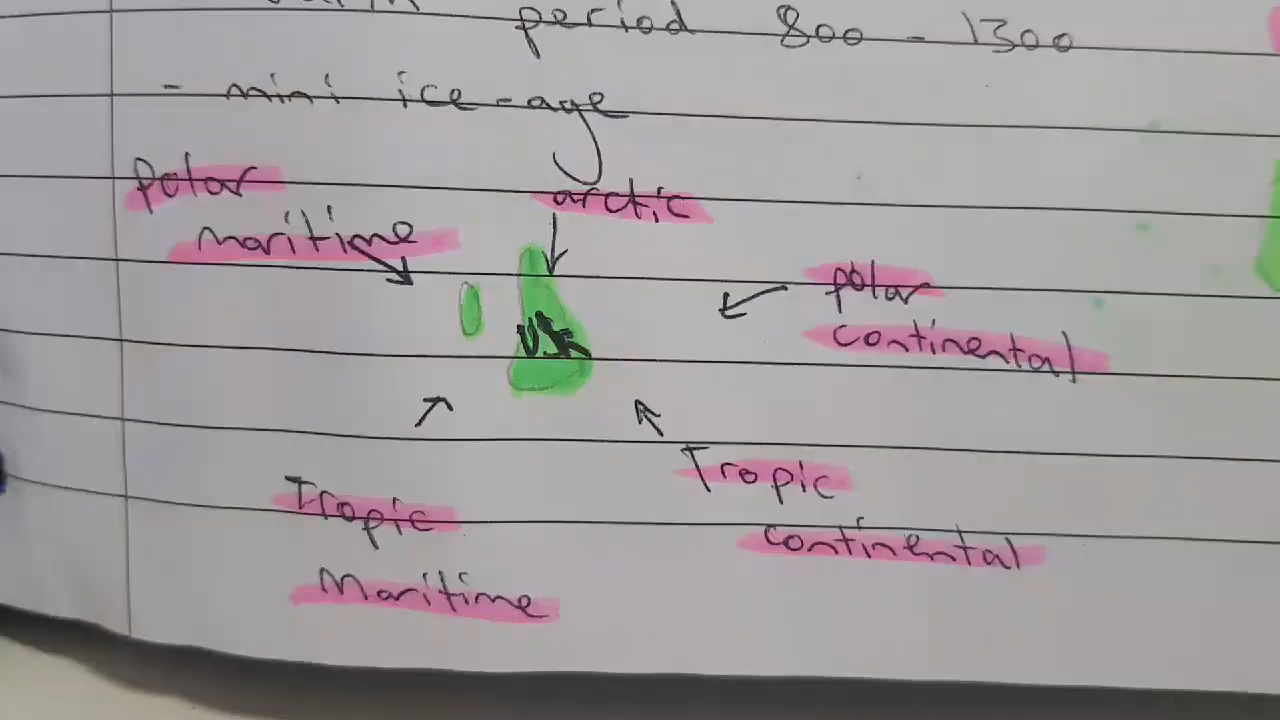 period 800 - 1300
- mini ice-age
polar
maritime
arctic
polar
continental
UK
Tropic
continental
Tropic
Maritime